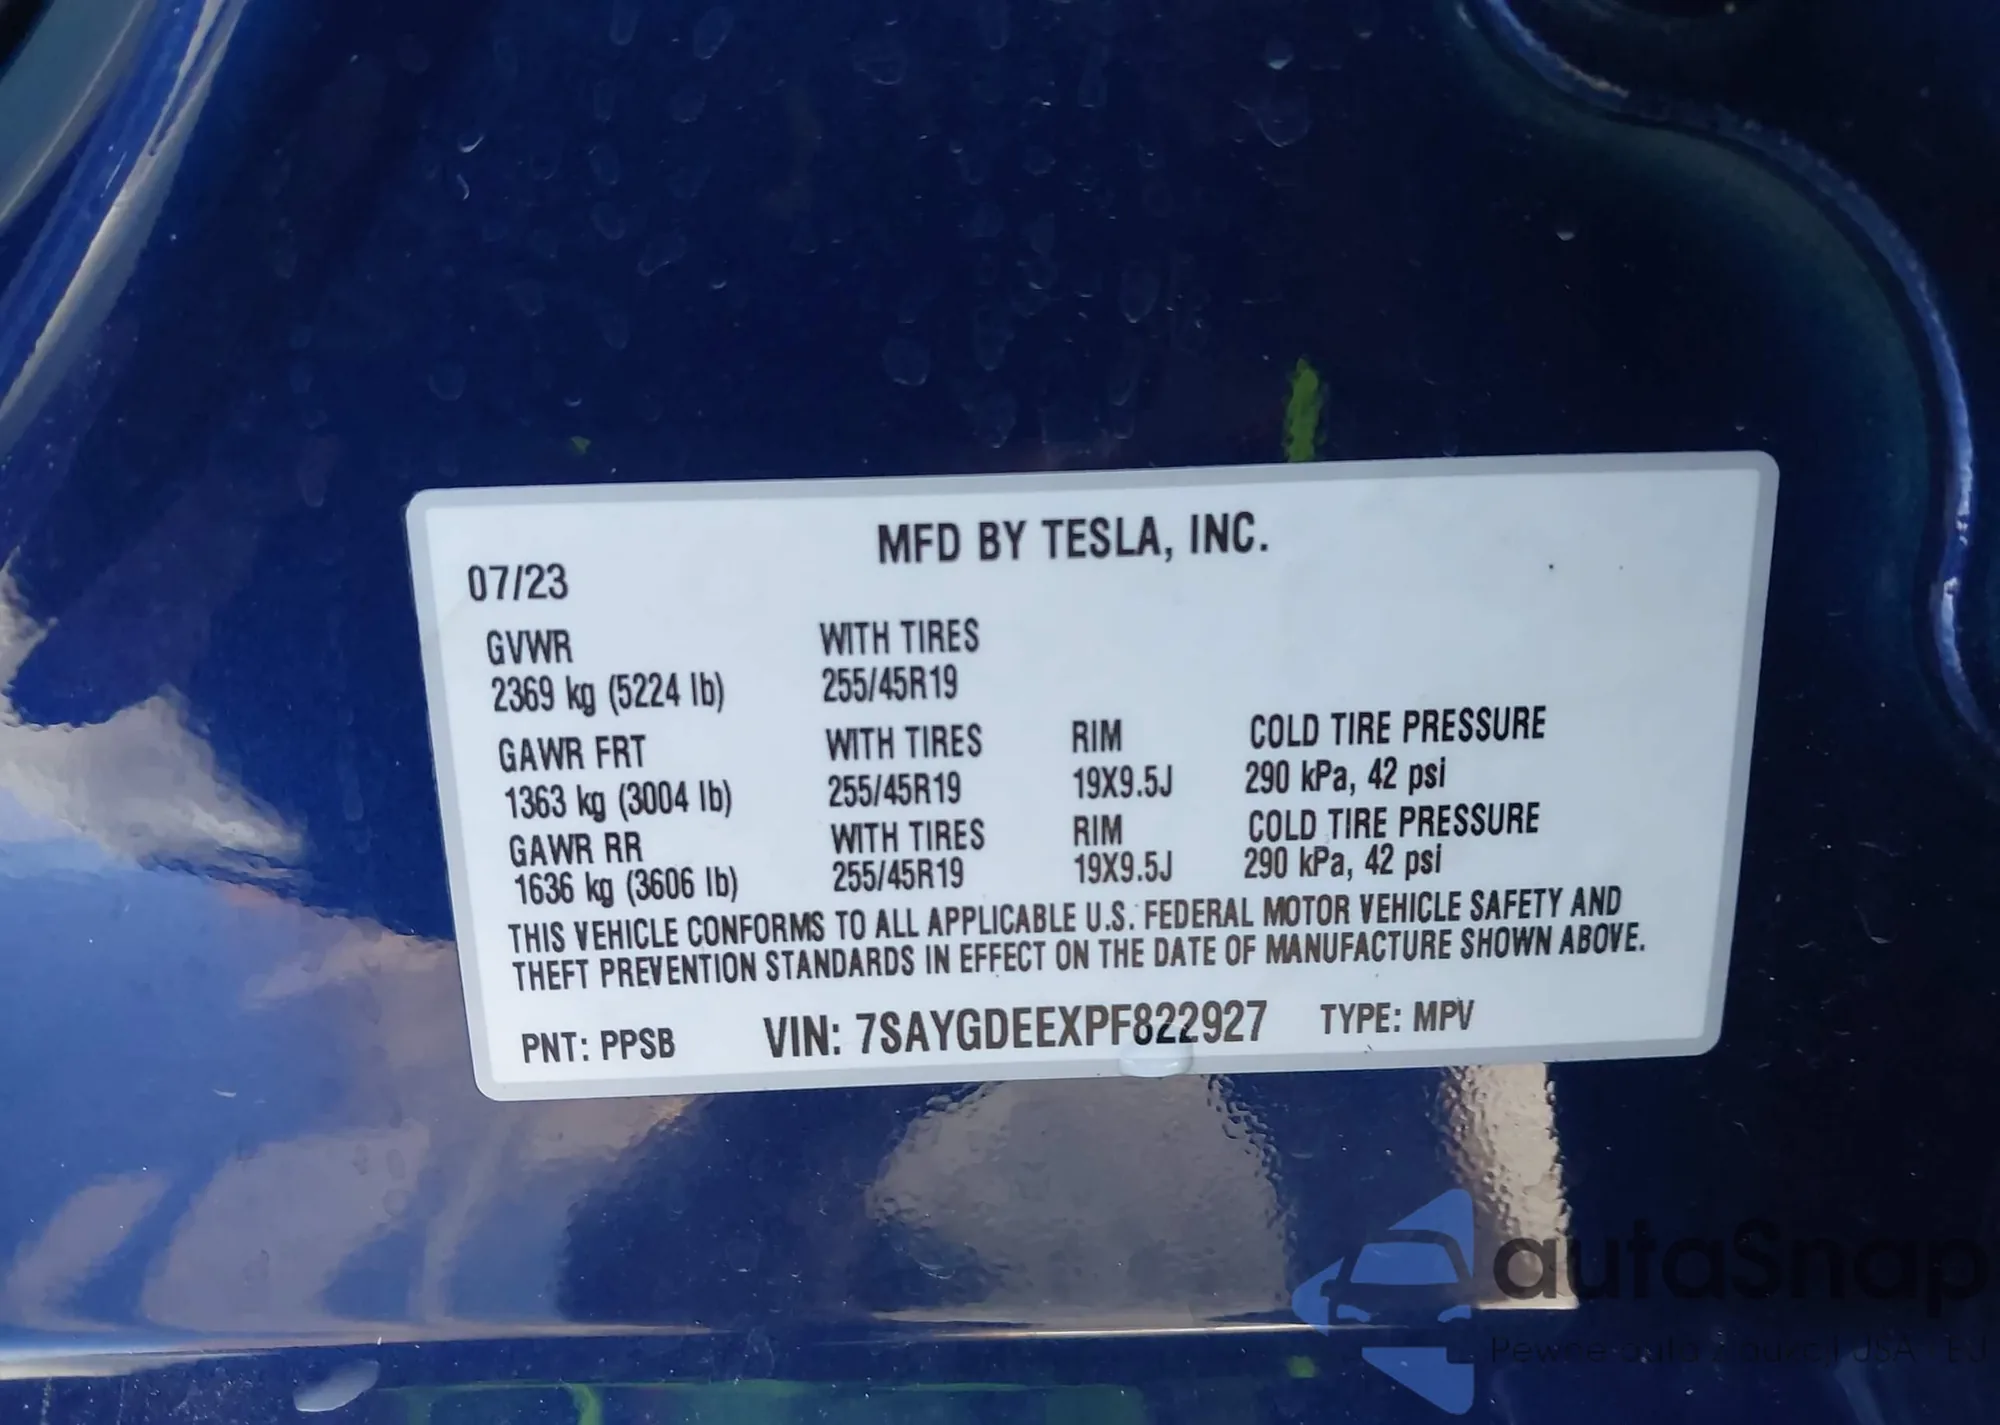 MFD BY TESLA, INC.
07/23
GVWR WITH TIRES
2369 kg (5224 lb) 255/45R19
GAWR FRT WITH TIRES RIM COLD TIRE PRESSURE
1363 kg (3004 lb) 255/45R19 19X9.5J 290 kPa, 42 psi
GAWR RR WITH TIRES RIM COLD TIRE PRESSURE
1636 kg (3606 lb) 255/45R19 19X9.5J 290 kPa, 42 psi
THIS VEHICLE CONFORMS TO ALL APPLICABLE U.S. FEDERAL MOTOR VEHICLE SAFETY AND
THEFT PREVENTION STANDARDS IN EFFECT ON THE DATE OF MANUFACTURE SHOWN ABOVE.
PNT: PPSB VIN: 7SAYGDEEXPF822927 TYPE: MPV
autaSnap
auto z USA